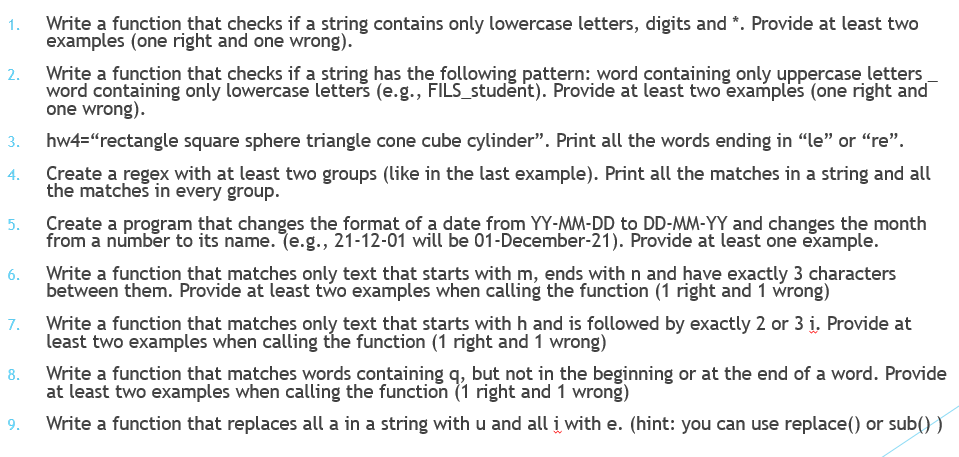 1. Write a function that checks if a string contains only lowercase letters, digits and *. Provide at least two
examples (one right and one wrong).
2. Write a function that checks if a string has the following pattern: word containing only uppercase letters _
word containing only lowercase letters (e.g., FILS_student). Provide at least two examples (one right and
one wrong).
3. hw4=“rectangle square sphere triangle cone cube cylinder”. Print all the words ending in “le” or “re”.
4. Create a regex with at least two groups (like in the last example). Print all the matches in a string and all
the matches in every group.
5. Create a program that changes the format of a date from YY-MM-DD to DD-MM-YY and changes the month
from a number to its name. (e.g., 21-12-01 will be 01-December-21). Provide at least one example.
6. Write a function that matches only text that starts with m, ends with n and have exactly 3 characters
between them. Provide at least two examples when calling the function (1 right and 1 wrong)
7. Write a function that matches only text that starts with h and is followed by exactly 2 or 3 i. Provide at
least two examples when calling the function (1 right and 1 wrong)
8. Write a function that matches words containing q, but not in the beginning or at the end of a word. Provide
at least two examples when calling the function (1 right and 1 wrong)
9. Write a function that replaces all a in a string with u and all i with e. (hint: you can use replace() or sub() )